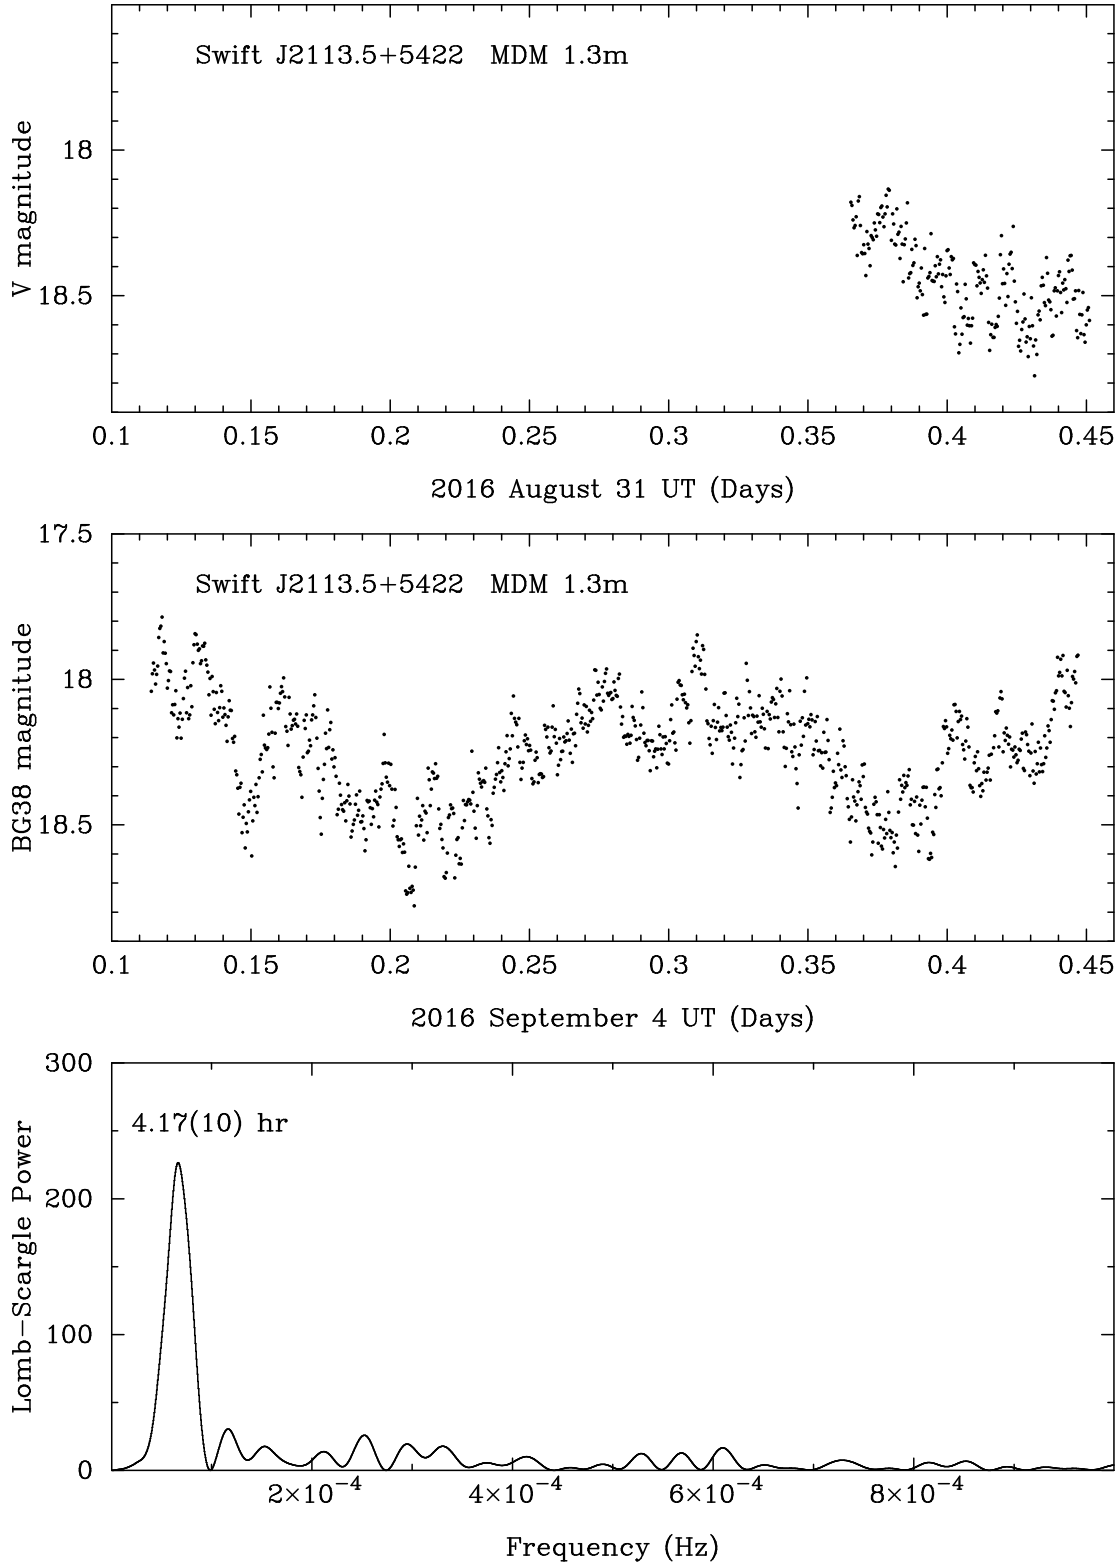 Swift J2113.5+5422 MDM 1.3m
V magnitude
18
18.5
0.1 0.15 0.2 0.25 0.3 0.35 0.4 0.45
2016 August 31 UT (Days)
17.5
Swift J2113.5+5422 MDM 1.3m
BG38 magnitude
18
18.5
0.1 0.15 0.2 0.25 0.3 0.35 0.4 0.45
2016 September 4 UT (Days)
300
4.17(10) hr
Lomb−Scargle Power
200
100
0
2×10⁻⁴ 4×10⁻⁴ 6×10⁻⁴ 8×10⁻⁴
Frequency (Hz)